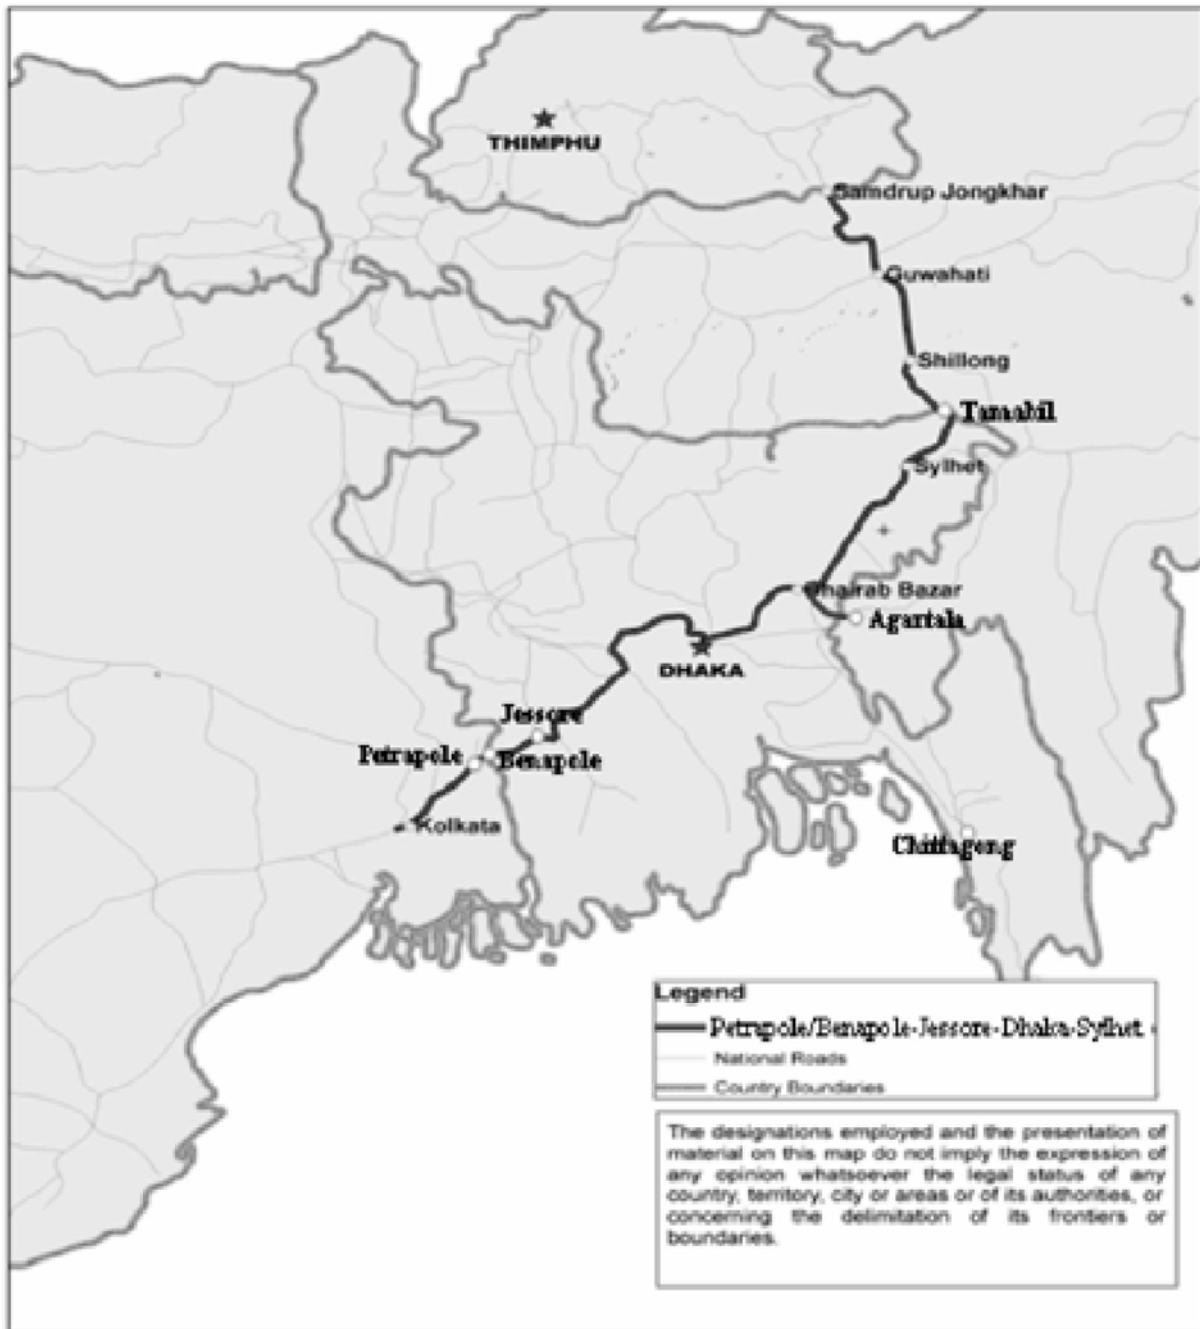 THIMPHU
Samdrup Jongkhar
Guwahati
Shillong
Tamabil
Sylhet
Bhairab Bazar
Agartala
DHAKA
Jessore
Petrapole
Benapole
Kolkata
Chittagong
Legend
Petrapole/Benapole-Jessore-Dhaka-Sylhet -
National Roads
Country Boundaries
The designations employed and the presentation of
material on this map do not imply the expression of
any opinion whatsoever the legal status of any
country, territory, city or areas or of its authorities, or
concerning the delimitation of its frontiers or
boundaries.